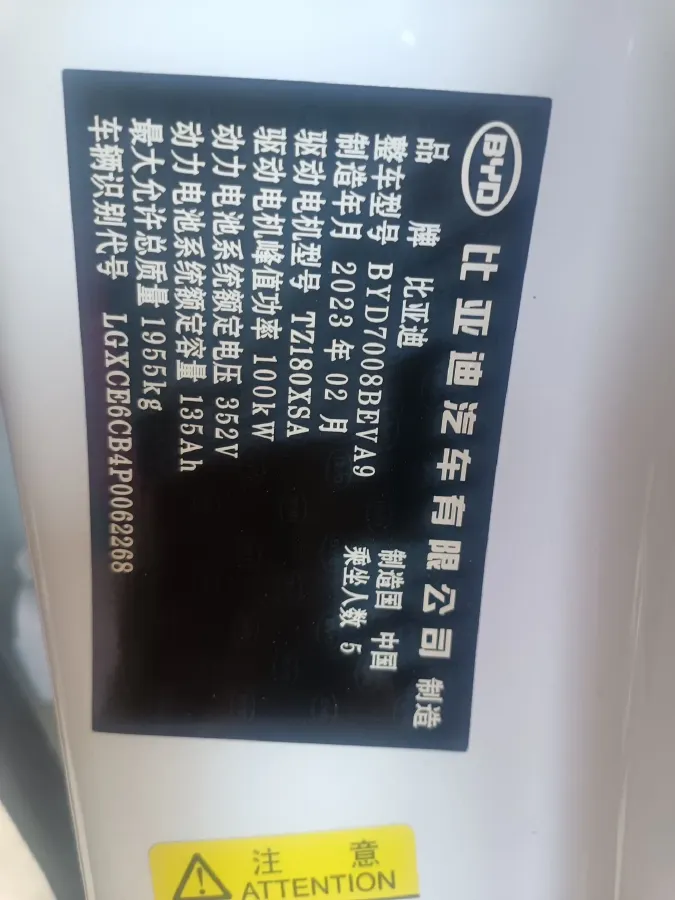 BYD 比亚迪汽车有限公司 制造
品牌 比亚迪 制造国 中国
整车型号 BYD7008BEVA9 乘坐人数 5
制造年月 2023年02月
驱动电机型号 TZ180XSA
驱动电机峰值功率 100kW
动力电池系统额定电压 352V
动力电池系统额定容量 135Ah
最大允许总质量 1955kg
车辆识别代号 LGXCE6CB4P0062268
注意
ATTENTION